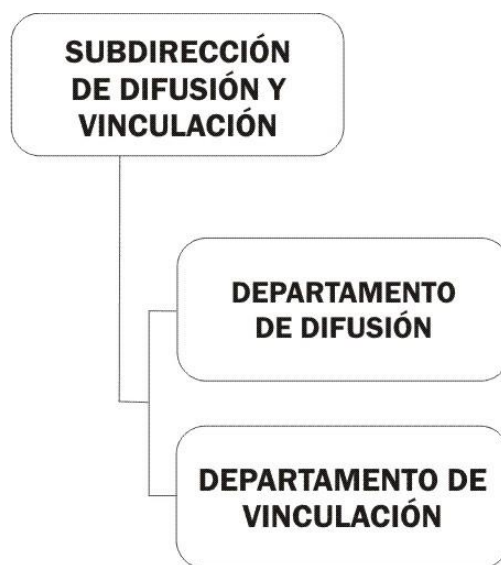 SUBDIRECCIÓN
DE DIFUSIÓN Y
VINCULACIÓN
DEPARTAMENTO
DE DIFUSIÓN
DEPARTAMENTO DE
VINCULACIÓN